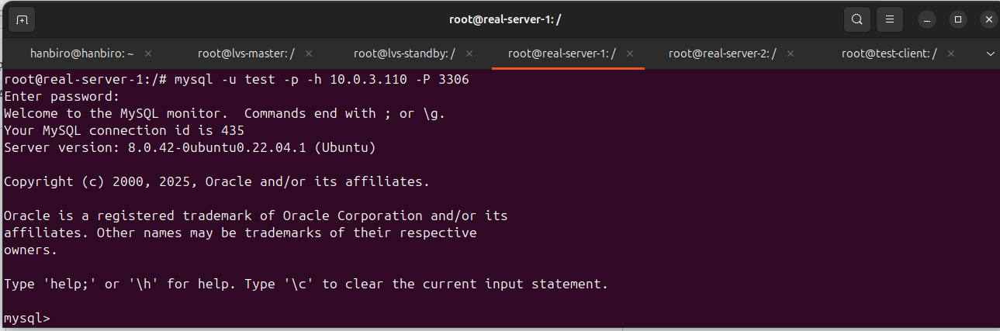 root@real-server-1: /
hanbiro@hanbiro: ~ × root@lvs-master: / × root@lvs-standby: / × root@real-server-1: / × root@real-server-2: / × root@test-client: / ×
root@real-server-1:/# mysql -u test -p -h 10.0.3.110 -P 3306
Enter password:
Welcome to the MySQL monitor.  Commands end with ; or \g.
Your MySQL connection id is 435
Server version: 8.0.42-0ubuntu0.22.04.1 (Ubuntu)
Copyright (c) 2000, 2025, Oracle and/or its affiliates.
Oracle is a registered trademark of Oracle Corporation and/or its
affiliates. Other names may be trademarks of their respective
owners.
Type 'help;' or '\h' for help. Type '\c' to clear the current input statement.
mysql>